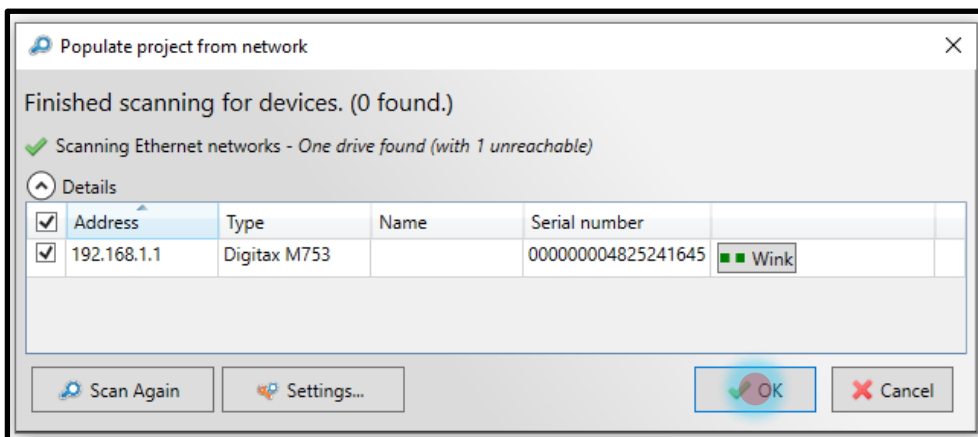 Populate project from network
Finished scanning for devices. (0 found.)
Scanning Ethernet networks - One drive found (with 1 unreachable)
Details
Address Type Name Serial number
192.168.1.1 Digitax M753 000000004825241645 Wink
Scan Again Settings... OK Cancel